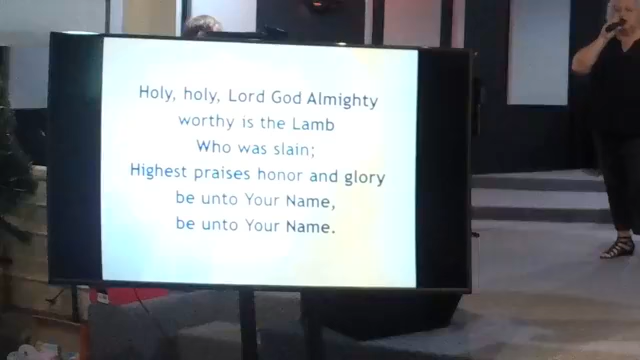 Holy, holy, Lord God Almighty
worthy is the Lamb
Who was slain;
Highest praises honor and glory
be unto Your Name,
be unto Your Name.